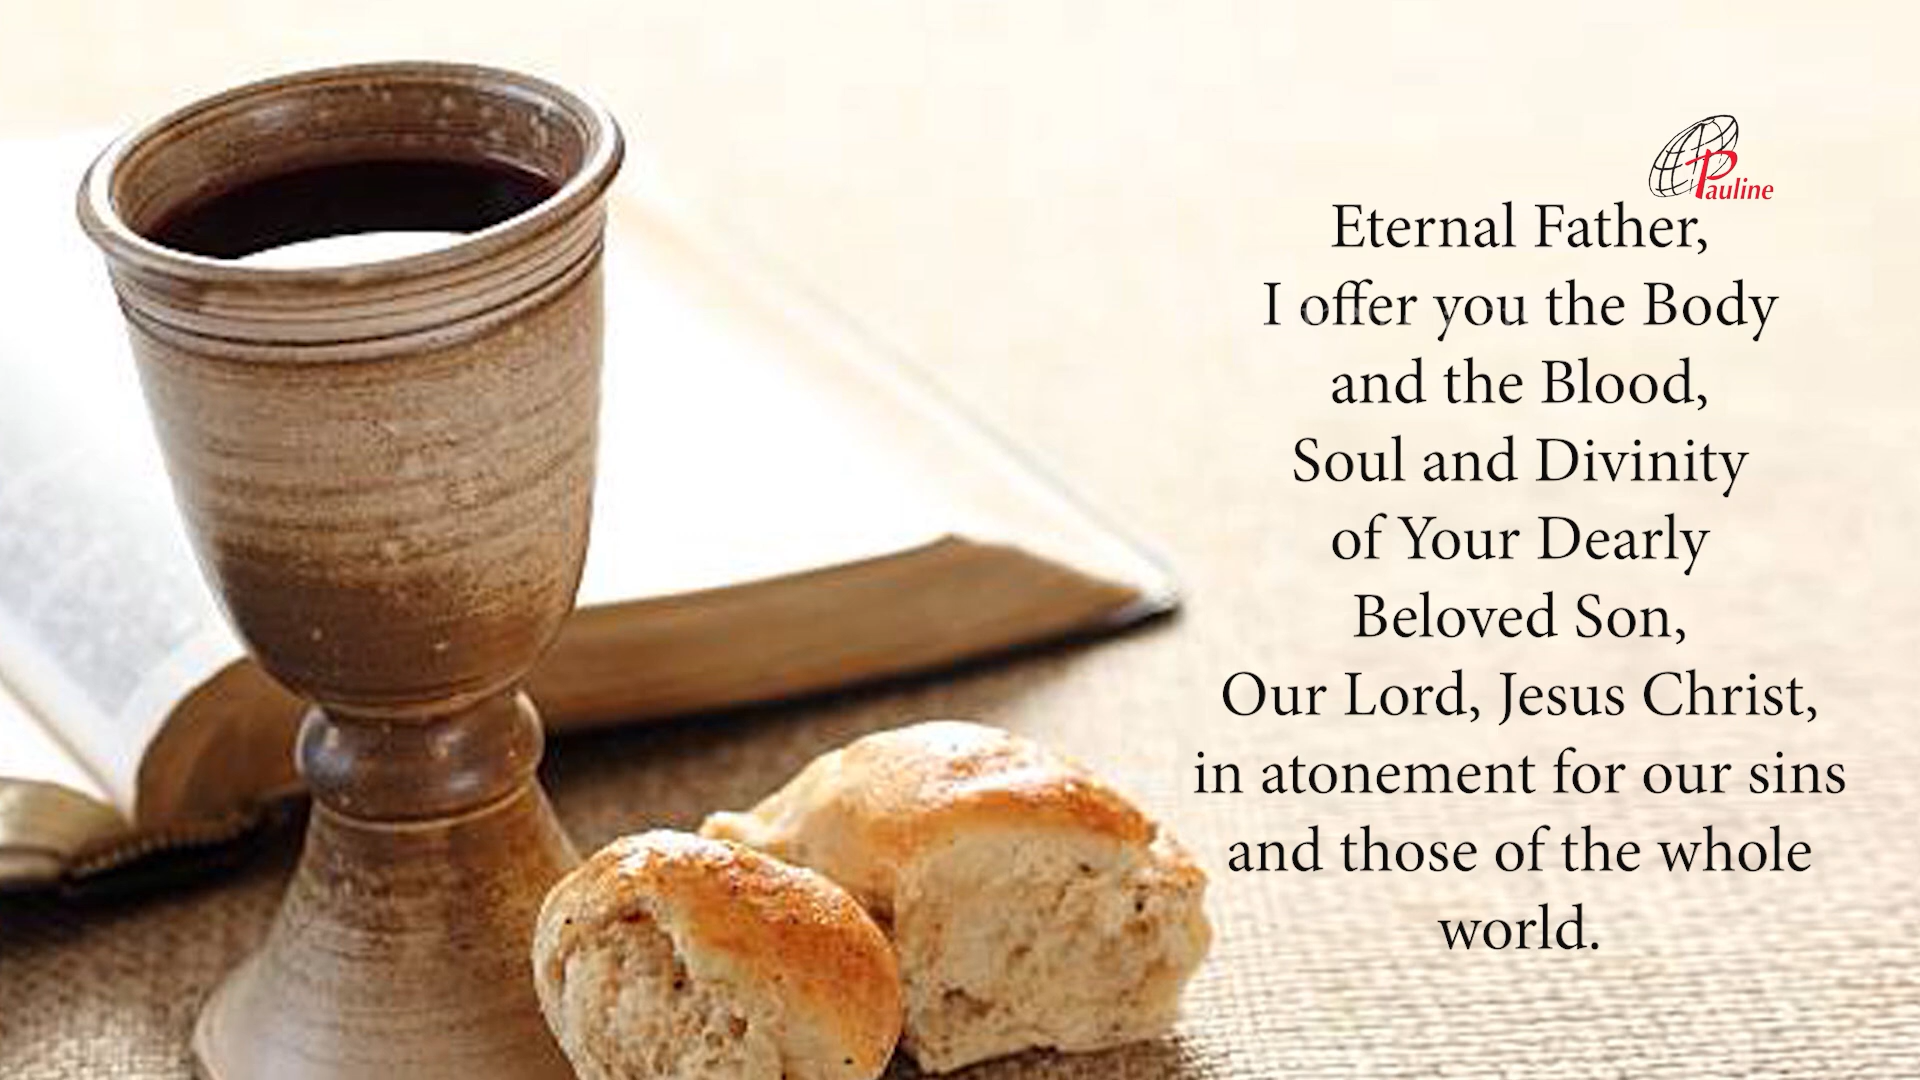 Pauline
Eternal Father,
I offer you the Body
and the Blood,
Soul and Divinity
of Your Dearly
Beloved Son,
Our Lord, Jesus Christ,
in atonement for our sins
and those of the whole
world.